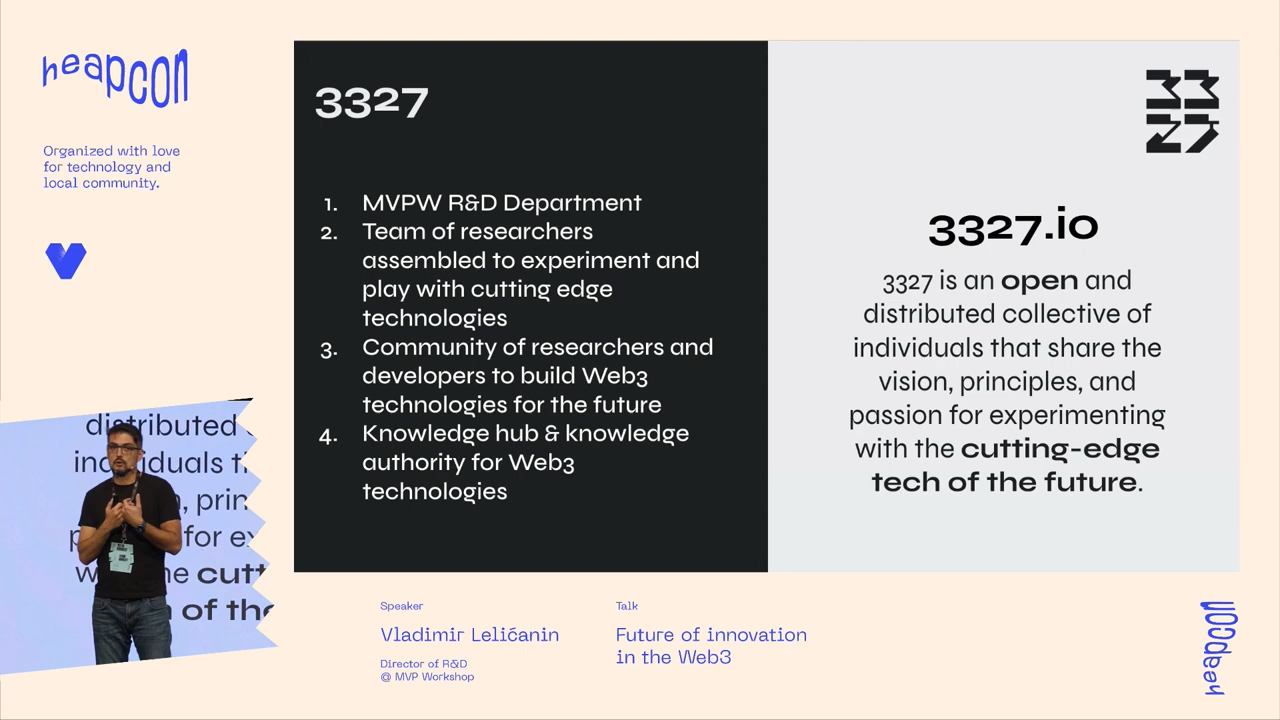 heapcon
Organized with love
for technology and
local community.
3327
1. MVPW R&D Department
2. Team of researchers
assembled to experiment and
play with cutting edge
technologies
3. Community of researchers and
developers to build Web3
technologies for the future
4. Knowledge hub & knowledge
authority for Web3
technologies
33
27
3327.io
3327 is an open and
distributed collective of
individuals that share the
vision, principles, and
passion for experimenting
with the cutting-edge
tech of the future.
distributed
prin
for ex
cutt
of the
Speaker
Vladimir Leličanin
Director of R&D
@ MVP Workshop
Talk
Future of innovation
in the Web3
heapcon